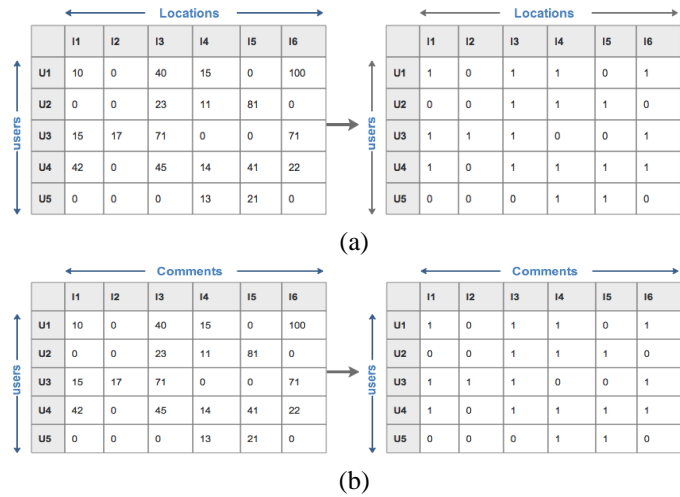 Locations Locations
I1 I2 I3 I4 I5 I6 I1 I2 I3 I4 I5 I6
U1 10 0 40 15 0 100 U1 1 0 1 1 0 1
U2 0 0 23 11 81 0 U2 0 0 1 1 1 0
users U3 15 17 71 0 0 71 users U3 1 1 1 0 0 1
U4 42 0 45 14 41 22 U4 1 0 1 1 1 1
U5 0 0 0 13 21 0 U5 0 0 0 1 1 0
(a)
Comments Comments
I1 I2 I3 I4 I5 I6 I1 I2 I3 I4 I5 I6
U1 10 0 40 15 0 100 U1 1 0 1 1 0 1
U2 0 0 23 11 81 0 U2 0 0 1 1 1 0
users U3 15 17 71 0 0 71 users U3 1 1 1 0 0 1
U4 42 0 45 14 41 22 U4 1 0 1 1 1 1
U5 0 0 0 13 21 0 U5 0 0 0 1 1 0
(b)